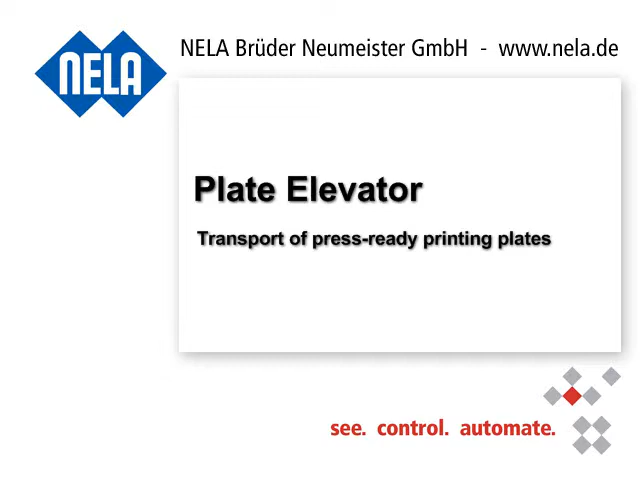 NELA
NELA Brüder Neumeister GmbH - www.nela.de
Plate Elevator
Transport of press-ready printing plates
see. control. automate.